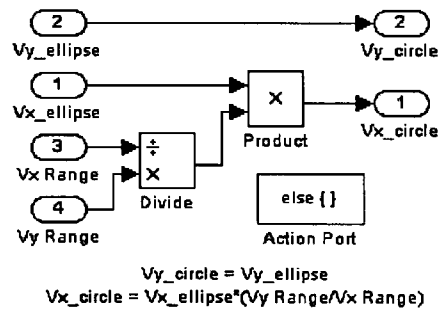 2
2
Vy_ellipse
Vy_circle
1
Vx_ellipse
×
Product
1
Vx_circle
3
Vx Range
÷
×
Divide
4
Vy Range
else { }
Action Port
Vy_circle = Vy_ellipse
Vx_circle = Vx_ellipse*(Vy Range/Vx Range)